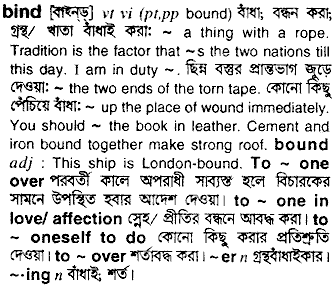 bind [বাইন্‌ড্] vt vi (pt,pp bound) বাঁধা; বন্ধন করা;
গ্রন্থ/ খাতা বাঁধাই করা: ~ a thing with a rope.
Tradition is the factor that ~s the two nations till
this day. I am in duty ~. ছিন্ন বস্তুর প্রান্তভাগ জুড়ে
দেওয়া: ~ the two ends of the torn tape. কোনো কিছু
পেঁচিয়ে বাঁধা: ~ up the place of wound immediately.
You should ~ the book in leather. Cement and
iron bound together make strong roof. bound
adj : This ship is London-bound. To ~ one
over পরবর্তী কালে অপরাধী সাব্যস্ত হলে বিচারকের
সামনে উপস্থিত হবার আদেশ দেওয়া। to ~ one in
love/ affection স্নেহ/ প্রীতির বন্ধনে আবদ্ধ করা। to
~ oneself to do কোনো কিছু করার প্রতিশ্রুতি
দেওয়া। to ~ over শর্তাবদ্ধ করা। ~er n গ্রন্থবাঁধাইকার।
~·ing n বাঁধাই; শর্ত।